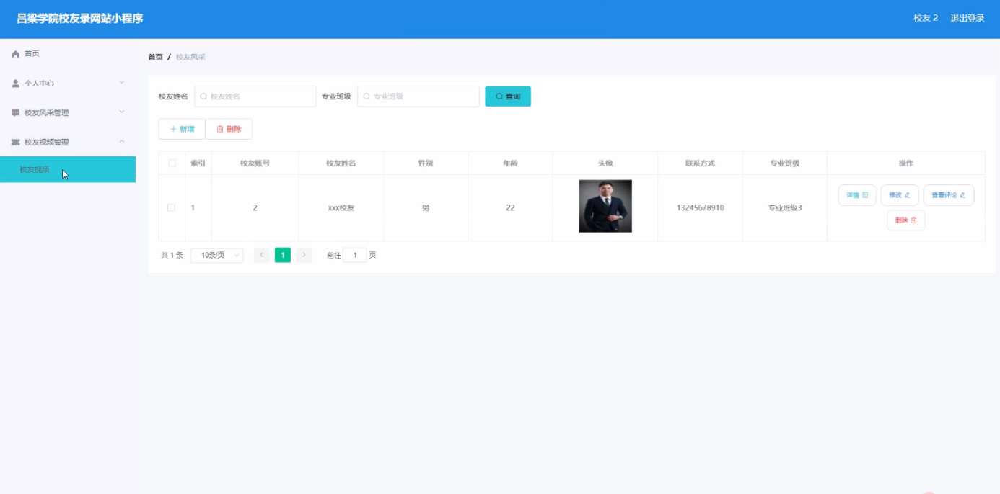 吕梁学院校友录网站小程序
校友 2 退出登录
首页
个人中心
校友风采管理
校友视频管理
校友视频
首页 / 校友风采
校友姓名 校友姓名 专业班级 专业班级 查询
+ 新增 删除
索引 校友账号 校友姓名 性别 年龄 头像 联系方式 专业班级 操作
1 2 xxx校友 男 22 13245678910 专业班级3 详情 修改 查看评论
删除
共 1 条 10条/页 < 1 > 前往 1 页